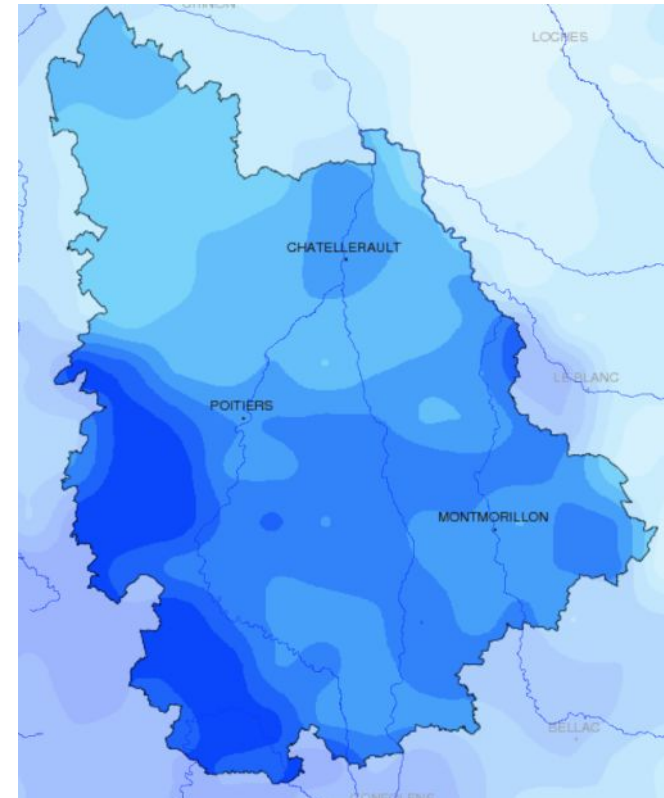 LOCHES
CHATELLERAULT
LE BLANC
POITIERS
MONTMORILLON
BELLAC